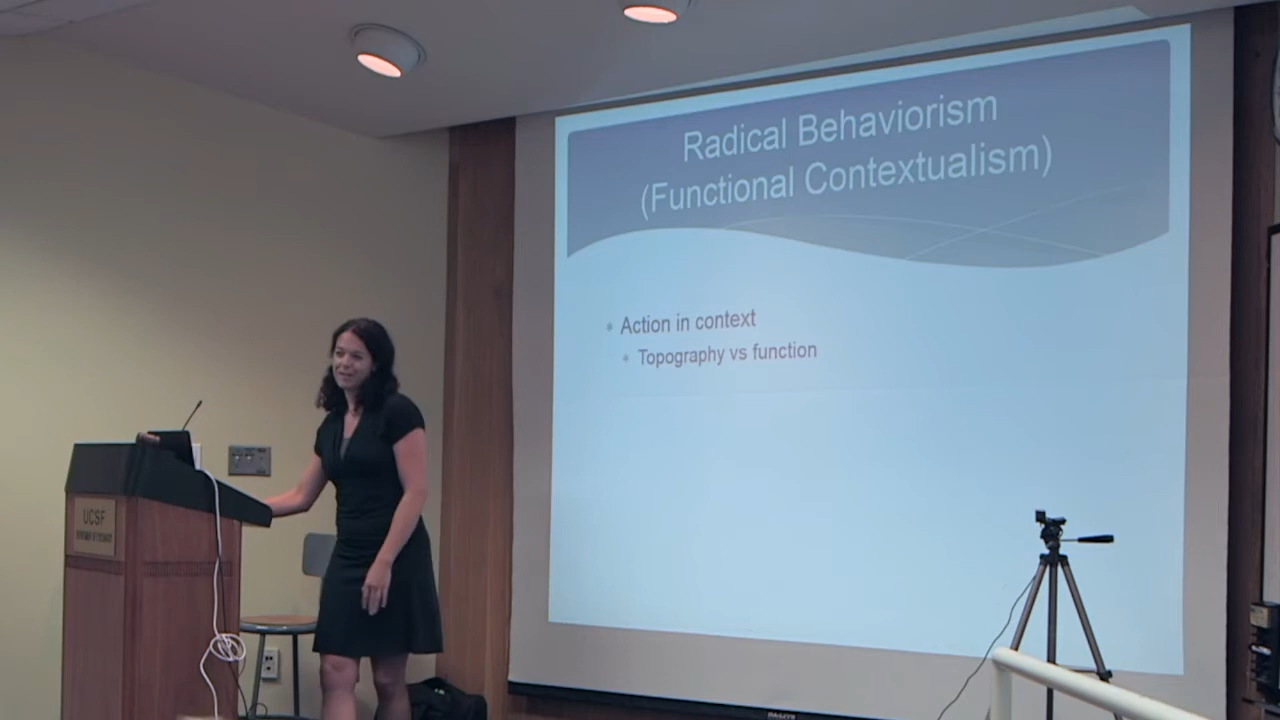 Radical Behaviorism
(Functional Contextualism)
Action in context
Topography vs function
UCSF